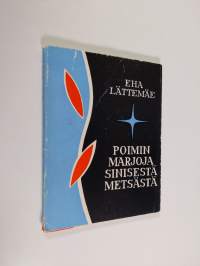 EHA
LÄTTEMÄE
POIMIN
MARJOJA
SINISESTÄ
METSÄSTÄ